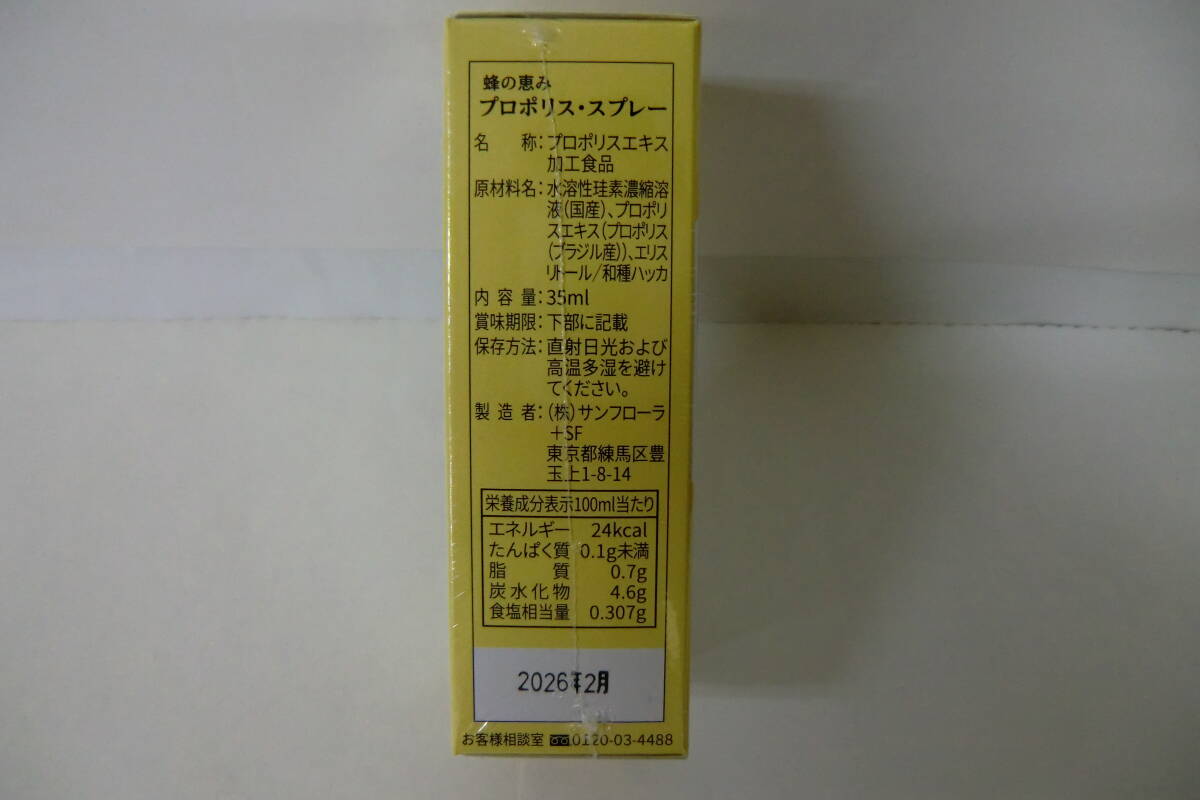 蜂の恵み
プロポリス・スプレー
名　称：プロポリスエキス
加工食品
原材料名：水溶性珪素濃縮溶
液（国産）、プロポリ
スエキス（プロポリス
（ブラジル産））、エリス
リトール/和種ハッカ
内容量：35ml
賞味期限：下部に記載
保存方法：直射日光および
高温多湿を避け
てください。
製造者：（株）サンフローラ
＋SF
東京都練馬区豊
玉上1-8-14
栄養成分表示100ml当たり
エネルギー 24kcal
たんぱく質 0.1g未満
脂質 0.7g
炭水化物 4.6g
食塩相当量 0.307g
2026年2月
お客様相談室 0120-03-4488